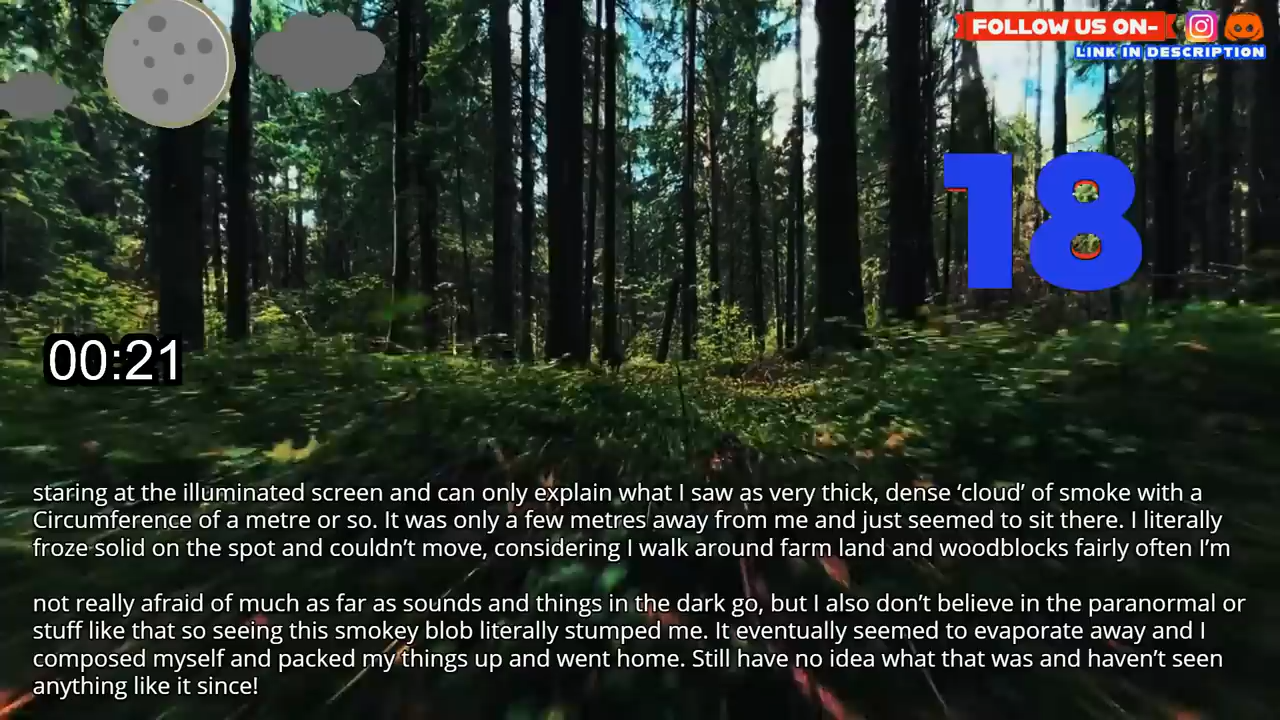 FOLLOW US ON-
LINK IN DESCRIPTION
18
00:21
staring at the illuminated screen and can only explain what I saw as very thick, dense ‘cloud’ of smoke with a
Circumference of a metre or so. It was only a few metres away from me and just seemed to sit there. I literally
froze solid on the spot and couldn’t move, considering I walk around farm land and woodblocks fairly often I’m
not really afraid of much as far as sounds and things in the dark go, but I also don’t believe in the paranormal or
stuff like that so seeing this smokey blob literally stumped me. It eventually seemed to evaporate away and I
composed myself and packed my things up and went home. Still have no idea what that was and haven’t seen
anything like it since!